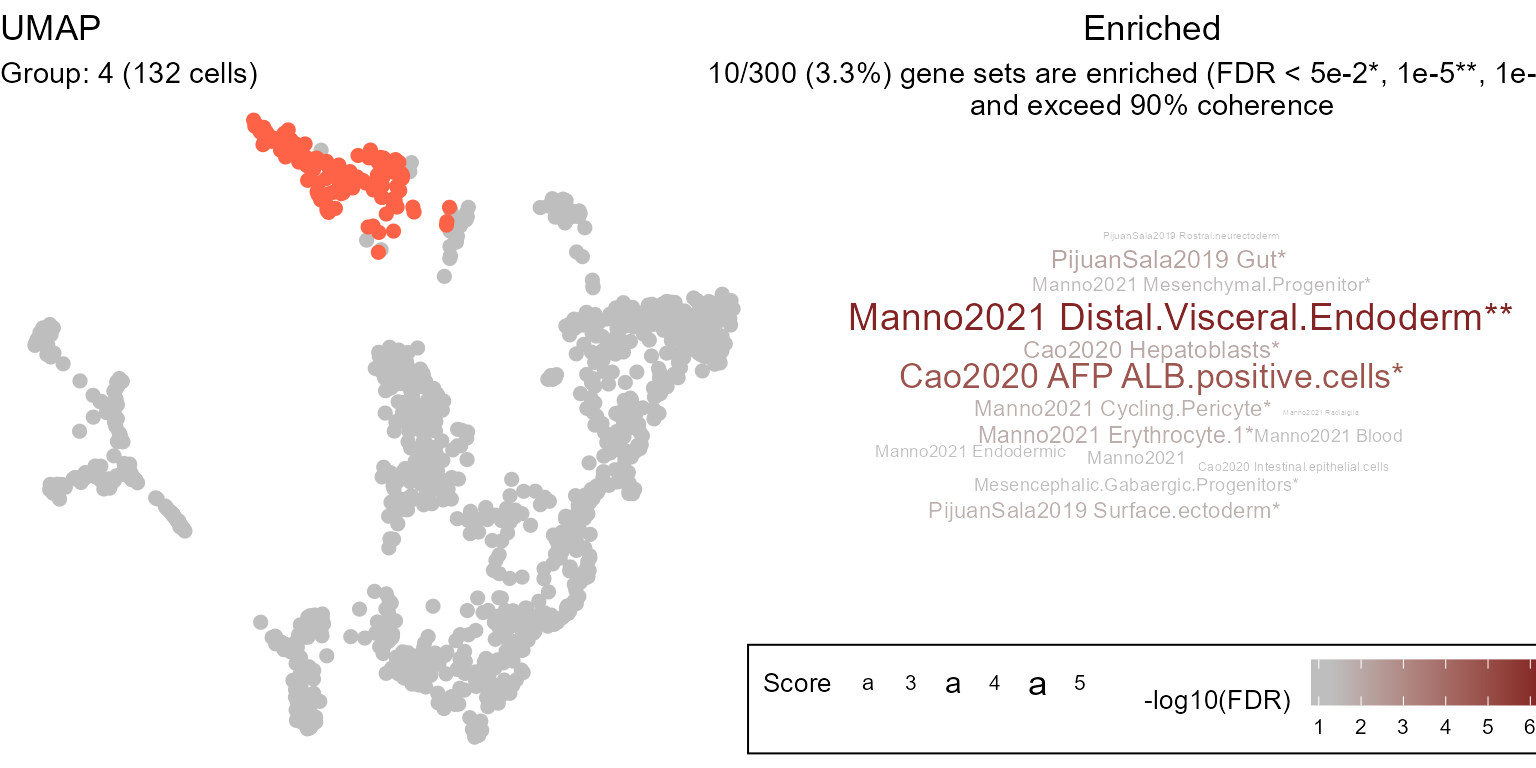 UMAP
Group: 4 (132 cells)
Enriched
10/300 (3.3%) gene sets are enriched (FDR < 5e-2*, 1e-5**, 1e-
and exceed 90% coherence
PijuanSala2019 Rostral.neurectoderm
PijuanSala2019 Gut*
Manno2021 Mesenchymal.Progenitor*
Manno2021 Distal.Visceral.Endoderm**
Cao2020 Hepatoblasts*
Cao2020 AFP ALB.positive.cells*
Manno2021 Cycling.Pericyte*
Manno2021 Radialglia
Manno2021 Erythrocyte.1*
Manno2021 Blood
Manno2021 Endodermic
Manno2021
Cao2020 Intestinal.epithelial.cells
Mesencephalic.Gabaergic.Progenitors*
PijuanSala2019 Surface.ectoderm*
Score a 3 a 4 a 5
-log10(FDR)
1 2 3 4 5 6